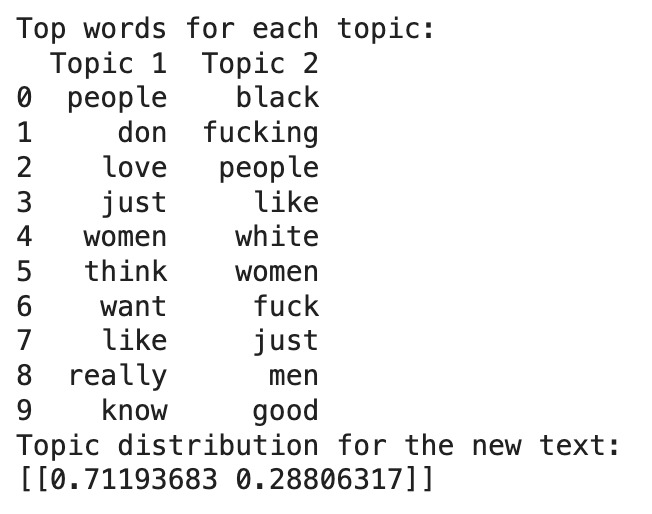 Top words for each topic:
  Topic 1  Topic 2
0  people    black
1     don  fucking
2    love   people
3    just     like
4   women    white
5   think    women
6    want     fuck
7    like     just
8  really      men
9    know     good
Topic distribution for the new text:
[[0.71193683 0.28806317]]